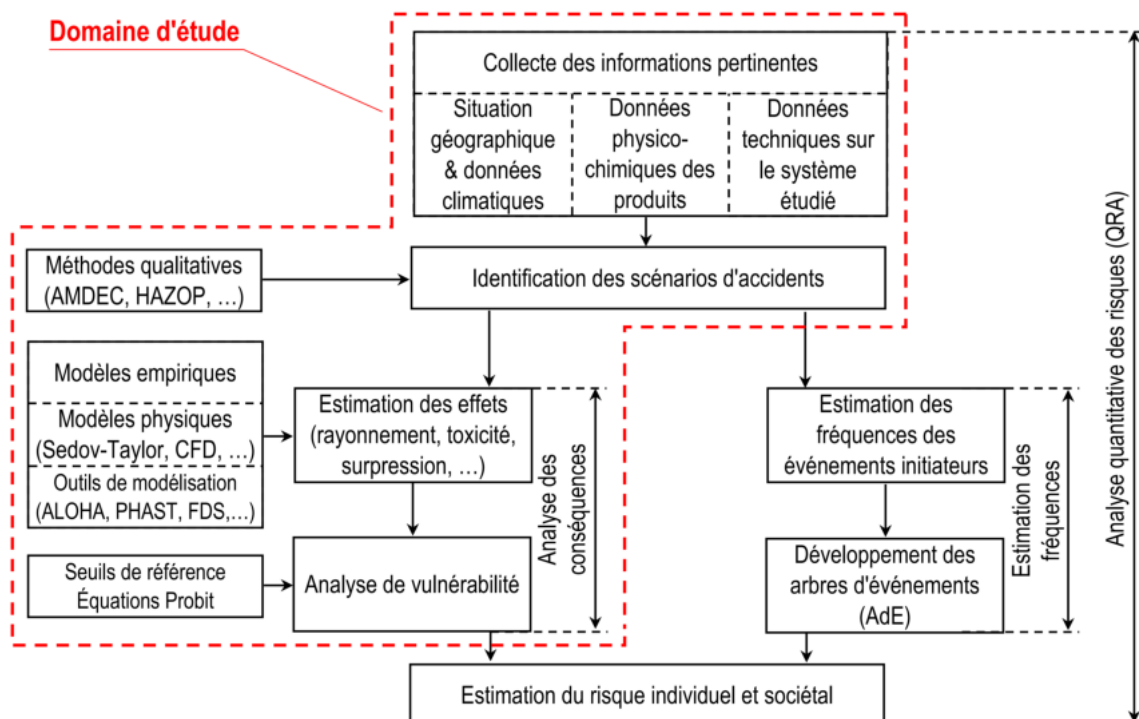 Domaine d'étude
Collecte des informations pertinentes
Situation
géographique
& données
climatiques
Données
physico-
chimiques des
produits
Données
techniques sur
le système
étudié
Méthodes qualitatives
(AMDEC, HAZOP, …)
Identification des scénarios d'accidents
Modèles empiriques
Modèles physiques
(Sedov-Taylor, CFD, …)
Outils de modélisation
(ALOHA, PHAST, FDS,…)
Estimation des effets
(rayonnement, toxicité,
surpression, …)
Seuils de référence
Équations Probit
Analyse de vulnérabilité
Analyse des
conséquences
Estimation des
fréquences des
événements initiateurs
Développement des
arbres d'événements
(AdE)
Estimation des
fréquences
Analyse quantitative des risques (QRA)
Estimation du risque individuel et sociétal